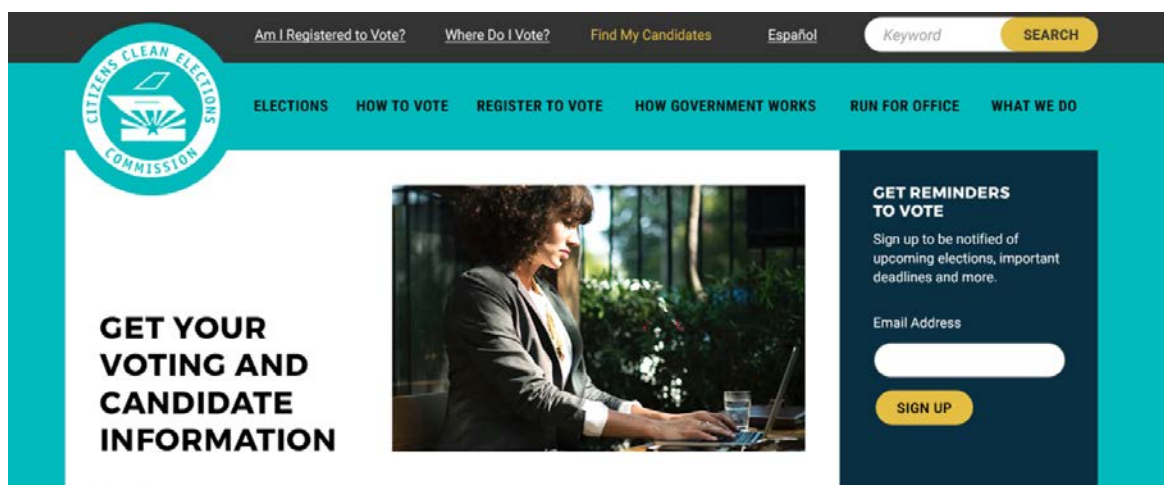 Am I Registered to Vote? Where Do I Vote? Find My Candidates Español Keyword SEARCH
CITIZENS CLEAN ELECTIONS
COMMISSION
ELECTIONS HOW TO VOTE REGISTER TO VOTE HOW GOVERNMENT WORKS RUN FOR OFFICE WHAT WE DO
GET YOUR
VOTING AND
CANDIDATE
INFORMATION
GET REMINDERS
TO VOTE
Sign up to be notified of
upcoming elections, important
deadlines and more.
Email Address
SIGN UP